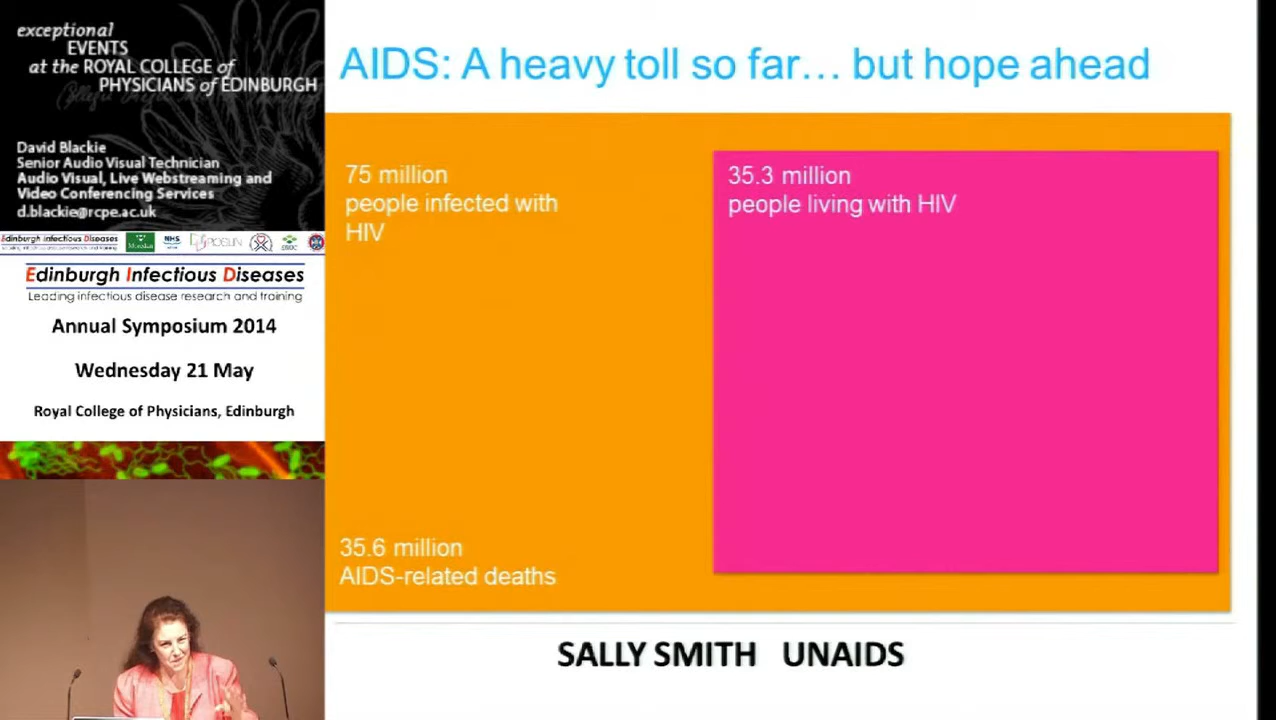 exceptional
EVENTS
at the ROYAL COLLEGE of
PHYSICIANS of EDINBURGH
David Blackie
Senior Audio Visual Technician
Audio Visual, Live Webstreaming and
Video Conferencing Services
d.blackie@rcpe.ac.uk
Edinburgh Infectious Diseases
NHS
Edinburgh Infectious Diseases
Leading infectious disease research and training
Annual Symposium 2014
Wednesday 21 May
Royal College of Physicians, Edinburgh
AIDS: A heavy toll so far... but hope ahead
75 million
people infected with
HIV
35.3 million
people living with HIV
35.6 million
AIDS-related deaths
SALLY SMITH UNAIDS